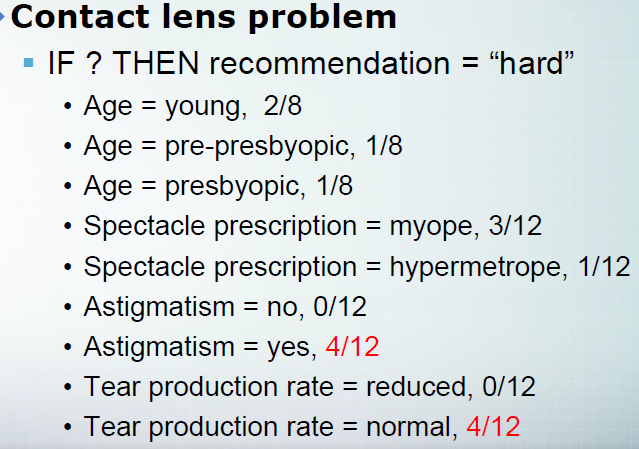 Contact lens problem
IF ? THEN recommendation = “hard”
• Age = young, 2/8
• Age = pre-presbyopic, 1/8
• Age = presbyopic, 1/8
• Spectacle prescription = myope, 3/12
• Spectacle prescription = hypermetrope, 1/12
• Astigmatism = no, 0/12
• Astigmatism = yes, 4/12
• Tear production rate = reduced, 0/12
• Tear production rate = normal, 4/12